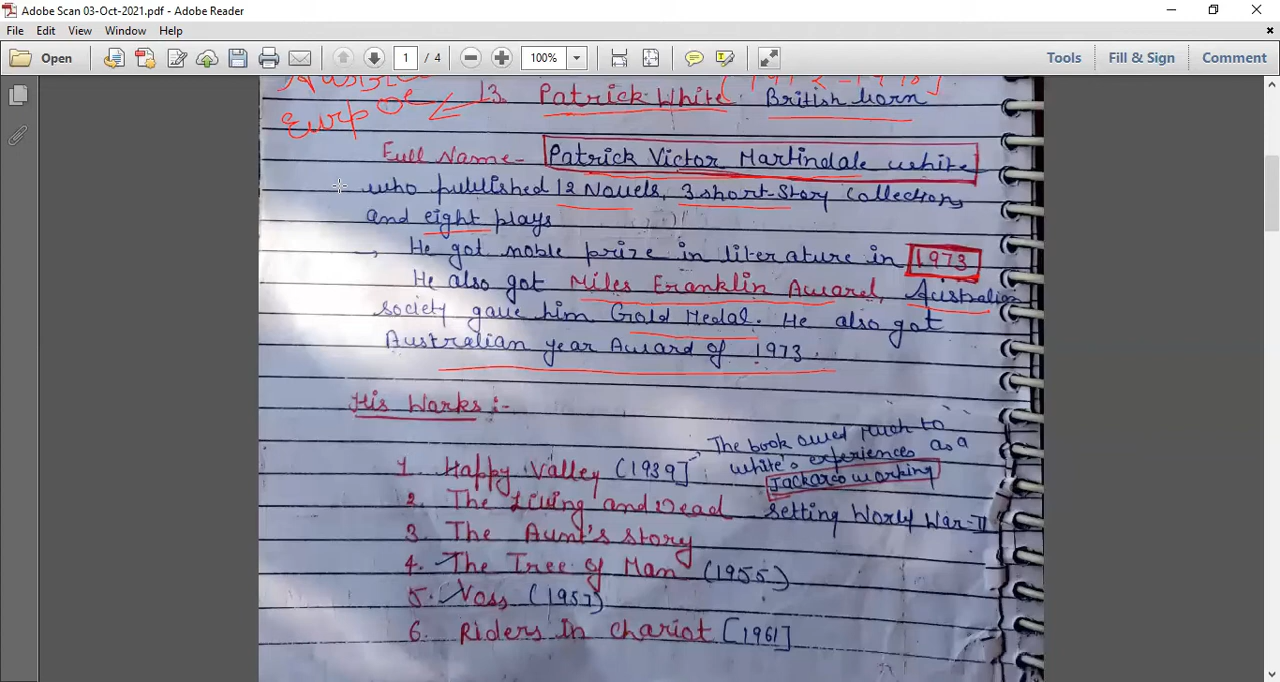 Adobe Scan 03-Oct-2021.pdf - Adobe Reader
File Edit View Window Help
Open 1 / 4 100% Tools Fill & Sign Comment
13. Patrick White British born
Europe
Full Name- Patrick Victor Martindale white
who published 12 Novels, 3 short-Story Collections
and eight plays
He got noble prize in literature in 1973
He also got Miles Franklin Award, Australian
society gave him Gold Medal. He also got
Australian year Award of 1973.
His Works :-
1. Happy Valley (1939]
The book owed much to
white's experiences as a
Jackaroo working
2. The Living and Dead setting World War-II
3. The Aunt's story
4. The Tree of Man (1955)
5. Voss (1957)
6. Riders In Chariot [1961]